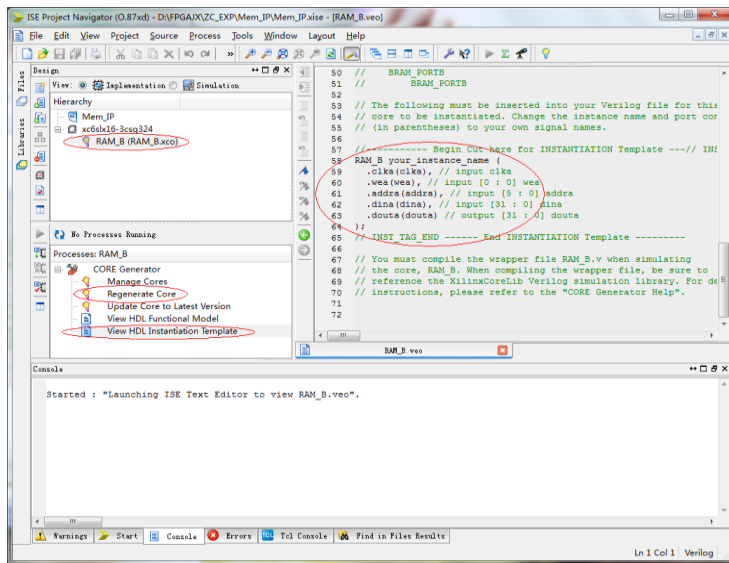 ISE Project Navigator (O.87xd) - D:\FPGAJX\ZC_EXP\Mem_IP\Mem_IP.xise - [RAM_B.veo]
File Edit View Project Source Process Tools Window Layout Help
Design
View: Implementation Simulation
Hierarchy
Mem_IP
xc6slx16-3csg324
RAM_B (RAM_B.xco)
Files
Libraries
No Processes Running
Processes: RAM_B
CORE Generator
Manage Cores
Regenerate Core
Update Core to Latest Version
View HDL Functional Model
View HDL Instantiation Template
50 // BRAM_PORTB
51 // BRAM_PORTB
52
53 // The following must be inserted into your Verilog file for this
54 // core to be instantiated. Change the instance name and port con
55 // (in parentheses) to your own signal names.
56
57 //----------- Begin Cut here for INSTANTIATION Template ---// INS
58 RAM_B your_instance_name (
59 .clka(clka), // input clka
60 .wea(wea), // input [0 : 0] wea
61 .addra(addra), // input [5 : 0] addra
62 .dina(dina), // input [31 : 0] dina
63 .douta(douta) // output [31 : 0] douta
64 );
65 // INST_TAG_END ------ End INSTANTIATION Template ---------
66
67 // You must compile the wrapper file RAM_B.v when simulating
68 // the core, RAM_B. When compiling the wrapper file, be sure to
69 // reference the XilinxCoreLib Verilog simulation library. For de
70 // instructions, please refer to the "CORE Generator Help".
71
72
RAM_B.veo
Console
Started : "Launching ISE Text Editor to view RAM_B.veo".
Warnings Start Console Errors Tcl Console Find in Files Results
Ln 1 Col 1 Verilog